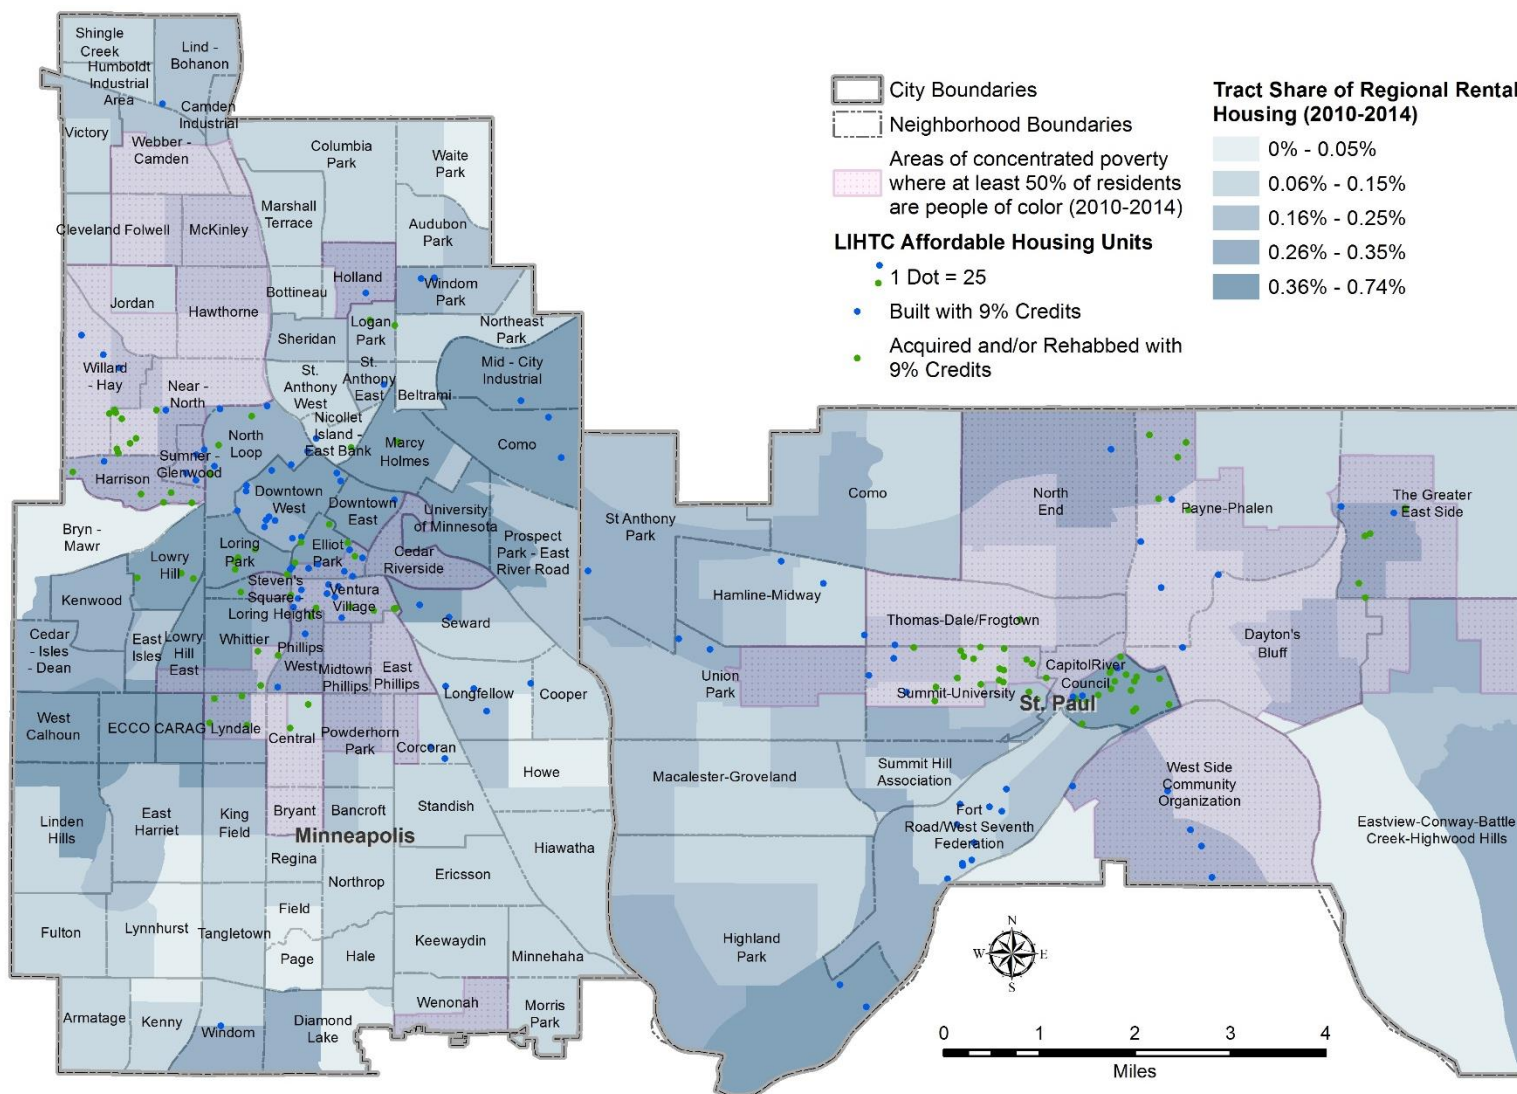 City Boundaries
Neighborhood Boundaries
Areas of concentrated poverty
where at least 50% of residents
are people of color (2010-2014)
LIHTC Affordable Housing Units
1 Dot = 25
Built with 9% Credits
Acquired and/or Rehabbed with
9% Credits
Tract Share of Regional Rental
Housing (2010-2014)
0% - 0.05%
0.06% - 0.15%
0.16% - 0.25%
0.26% - 0.35%
0.36% - 0.74%
Shingle
Creek
Lind -
Bohanon
Humboldt
Industrial
Area
Camden
Industrial
Victory
Webber -
Camden
Columbia
Park
Waite
Park
Marshall
Terrace
Audubon
Park
Cleveland
Folwell
McKinley
Holland
Windom
Park
Jordan
Hawthorne
Bottineau
Logan
Park
Northeast
Park
Sheridan
Mid - City
Industrial
Willard
- Hay
Near -
North
St.
Anthony
West
St.
Anthony
East
Beltrami
Nicollet
Island -
East Bank
North
Loop
Marcy
Holmes
Como
Sumner -
Glenwood
Harrison
Downtown
West
Downtown
East
University
of Minnesota
Bryn -
Mawr
Prospect
Park - East
River Road
Loring
Park
Elliot
Park
Cedar
Riverside
Lowry
Hill
Steven's
Square -
Loring Heights
Ventura
Village
Kenwood
Seward
Cedar
- Isles
- Dean
East
Isles
Lowry
Hill
East
Whittier
Phillips
West
Midtown
Phillips
East
Phillips
Longfellow
Cooper
West
Calhoun
ECCO
CARAG
Lyndale
Central
Powderhorn
Park
Corcoran
Howe
Linden
Hills
East
Harriet
King
Field
Bryant
Bancroft
Standish
Minneapolis
Hiawatha
Regina
Northrop
Ericsson
Field
Fulton
Lynnhurst
Tangletown
Page
Hale
Keewaydin
Minnehaha
Wenonah
Morris
Park
Armatage
Kenny
Windom
Diamond
Lake
St Anthony
Park
Como
North
End
Payne-Phalen
The Greater
East Side
Hamline-Midway
Thomas-Dale/Frogtown
Dayton's
Bluff
Union
Park
CapitolRiver
Council
Summit-University
St. Paul
Macalester-Groveland
Summit Hill
Association
West Side
Community
Organization
Fort
Road/West Seventh
Federation
Eastview-Conway-Battle
Creek-Highwood Hills
Highland
Park
N
W
E
S
0
1
2
3
4
Miles